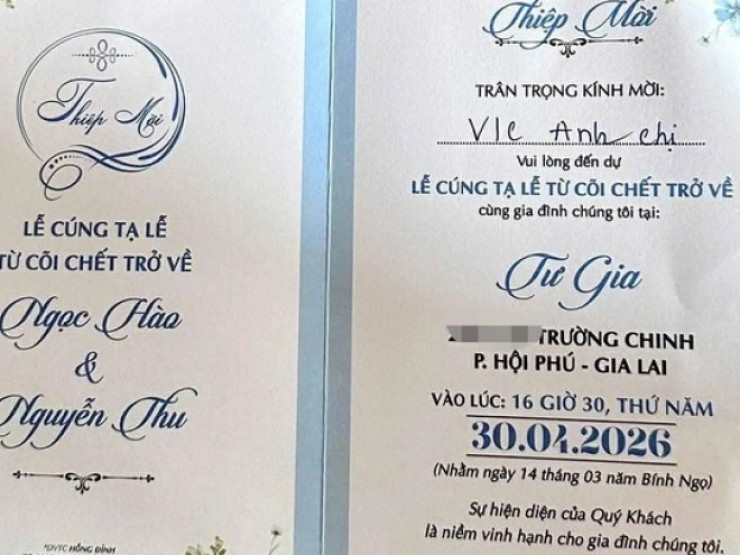 Thiệp Mời
LỄ CÚNG TẠ LỄ
TỪ CÕI CHẾT TRỞ VỀ
Ngọc Hào
&
Nguyễn Thu
*DVTC HỒNG ĐÍNH
Thiệp Mời
TRÂN TRỌNG KÍNH MỜI:
V/c Anh chị
Vui lòng đến dự
LỄ CÚNG TẠ LỄ TỪ CÕI CHẾT TRỞ VỀ
cùng gia đình chúng tôi tại:
Tư Gia
TRƯỜNG CHINH
P. HỘI PHÚ - GIA LAI
VÀO LÚC: 16 GIỜ 30, THỨ NĂM
30.04.2026
(Nhằm ngày 14 tháng 03 năm Bính Ngọ)
Sự hiện diện của Quý Khách
là niềm vinh hạnh cho gia đình chúng tôi.